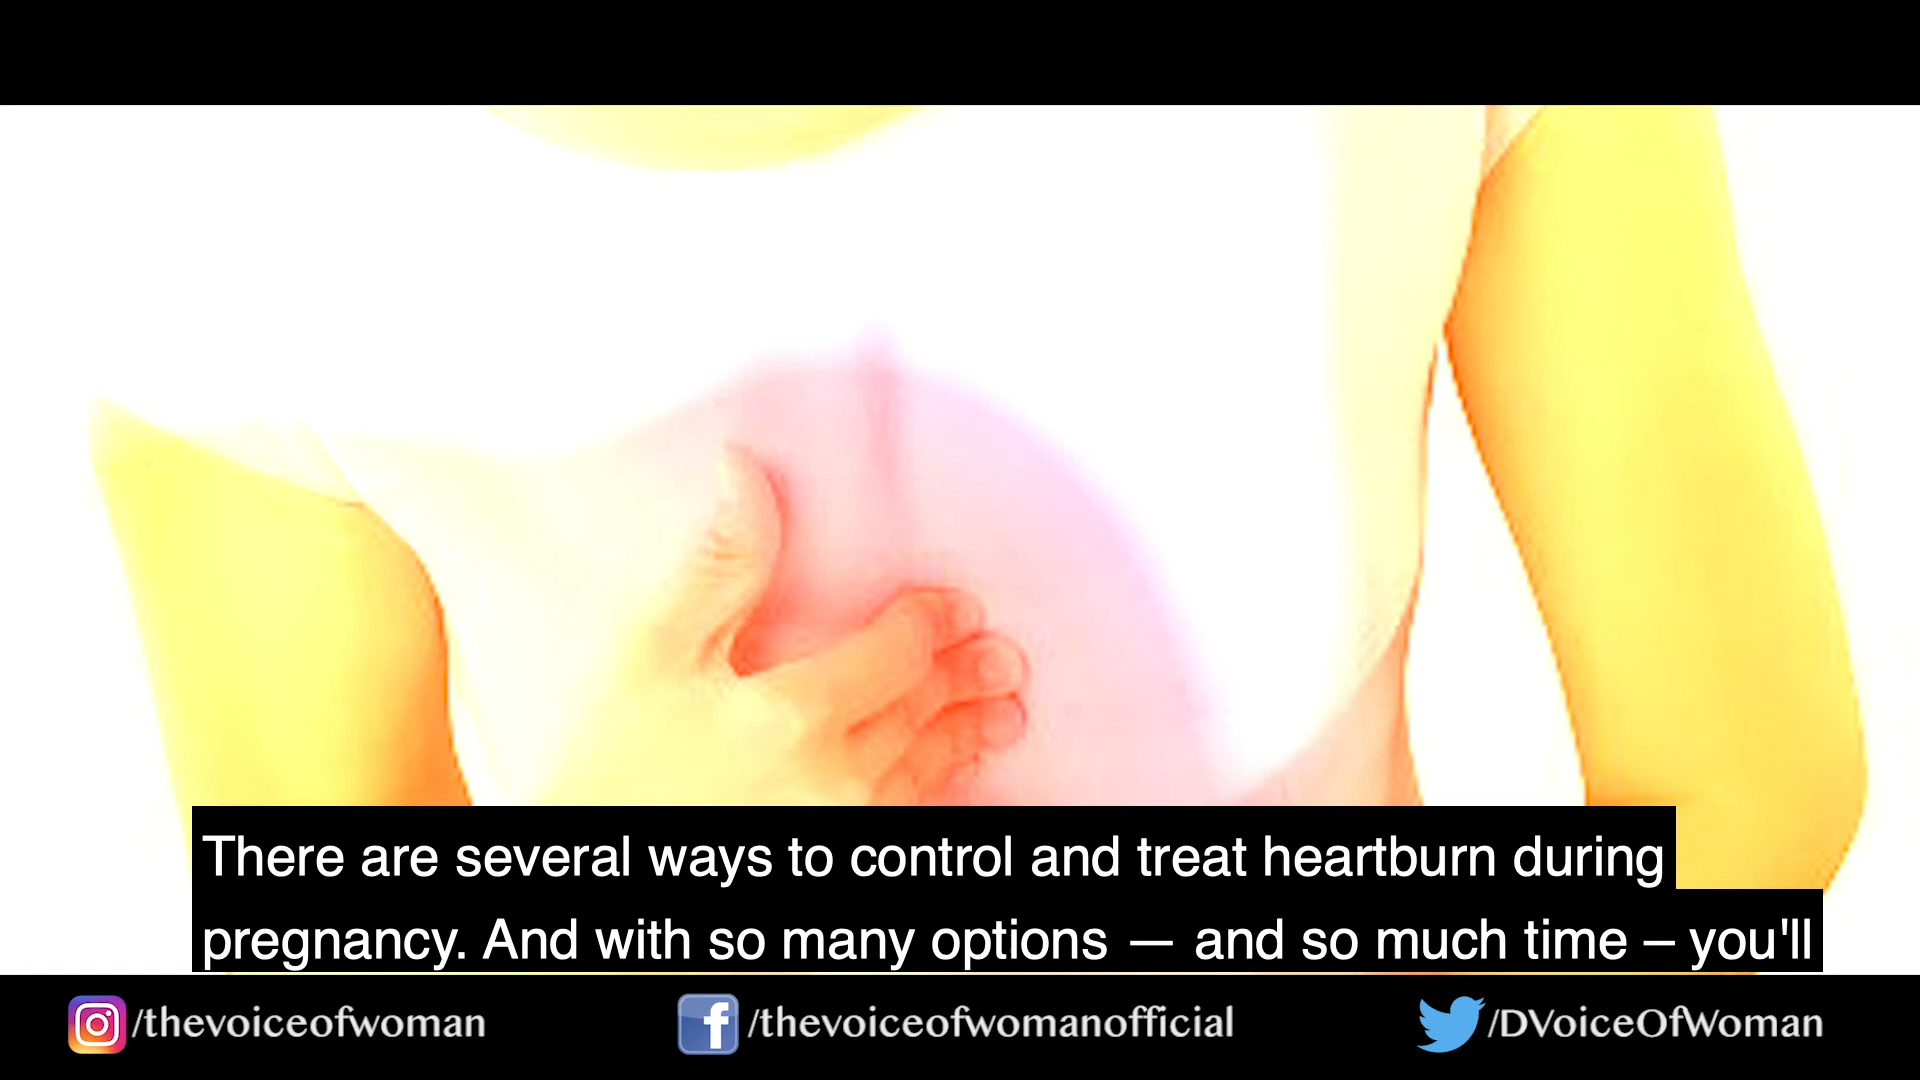 There are several ways to control and treat heartburn during
pregnancy. And with so many options — and so much time – you'll
/thevoiceofwoman
/thevoiceofwomanofficial
/DVoiceOfWoman